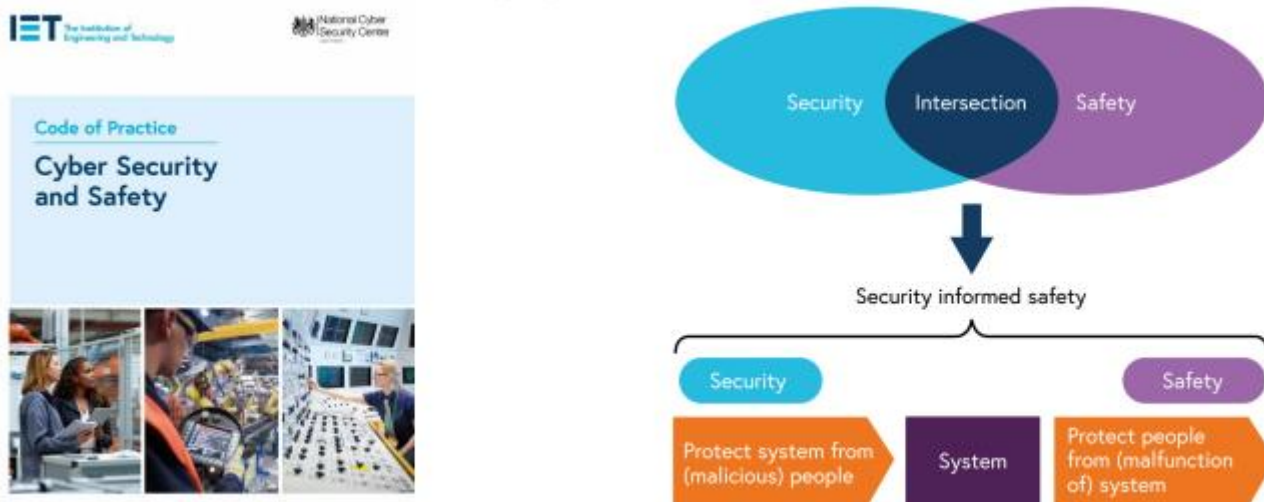 IET The Institution of
Engineering and Technology
National Cyber
Security Centre
Code of Practice
Cyber Security
and Safety
Security
Intersection
Safety
Security informed safety
Security
Safety
Protect system from
(malicious) people
System
Protect people
from (malfunction
of) system